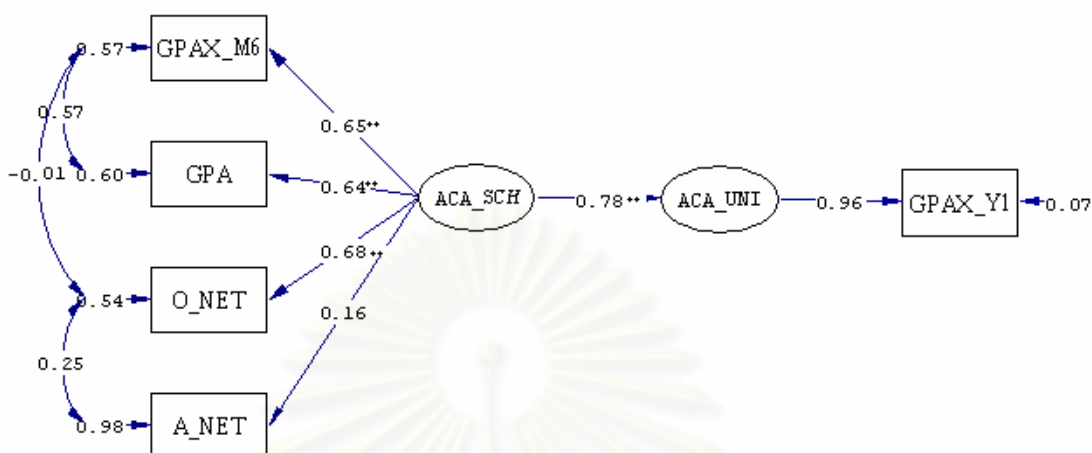 0.57 GPAX_M6
0.57
0.65**
-0.01 0.60 GPA
0.64**
ACA_SCH 0.78** ACA_UNI 0.96 GPAX_Y1 0.07
0.68**
0.54 O_NET
0.16
0.25
0.98 A_NET